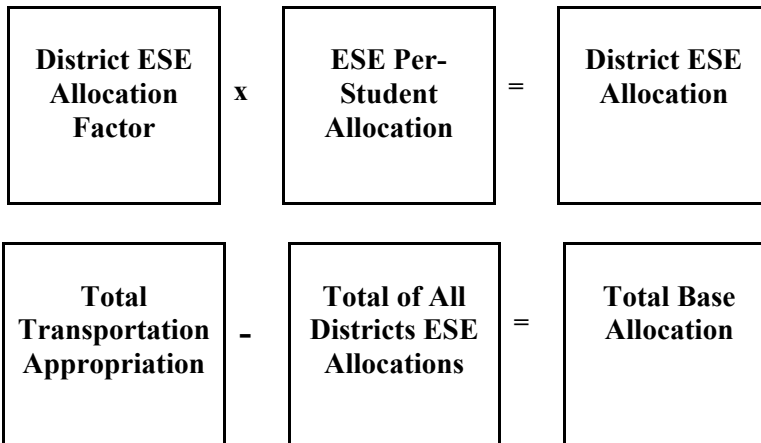 District ESE
Allocation
Factor
x
ESE Per-
Student
Allocation
=
District ESE
Allocation
Total
Transportation
Appropriation
-
Total of All
Districts ESE
Allocations
=
Total Base
Allocation